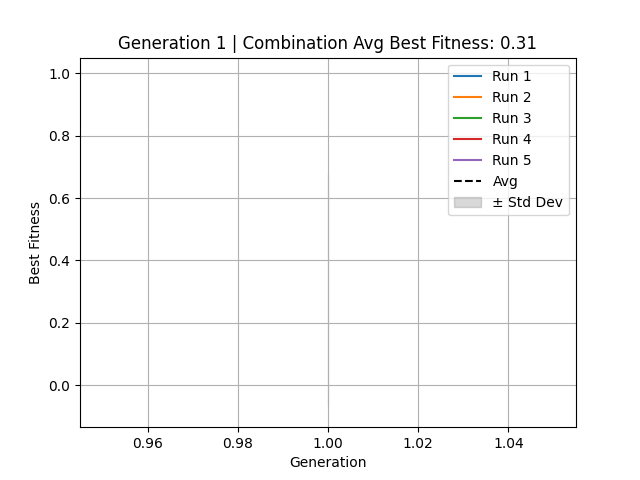 Generation 1 | Combination Avg Best Fitness: 0.31
Run 1
Run 2
Run 3
Run 4
Run 5
Avg
± Std Dev
Best Fitness
1.0
0.8
0.6
0.4
0.2
0.0
0.96
0.98
1.00
1.02
1.04
Generation